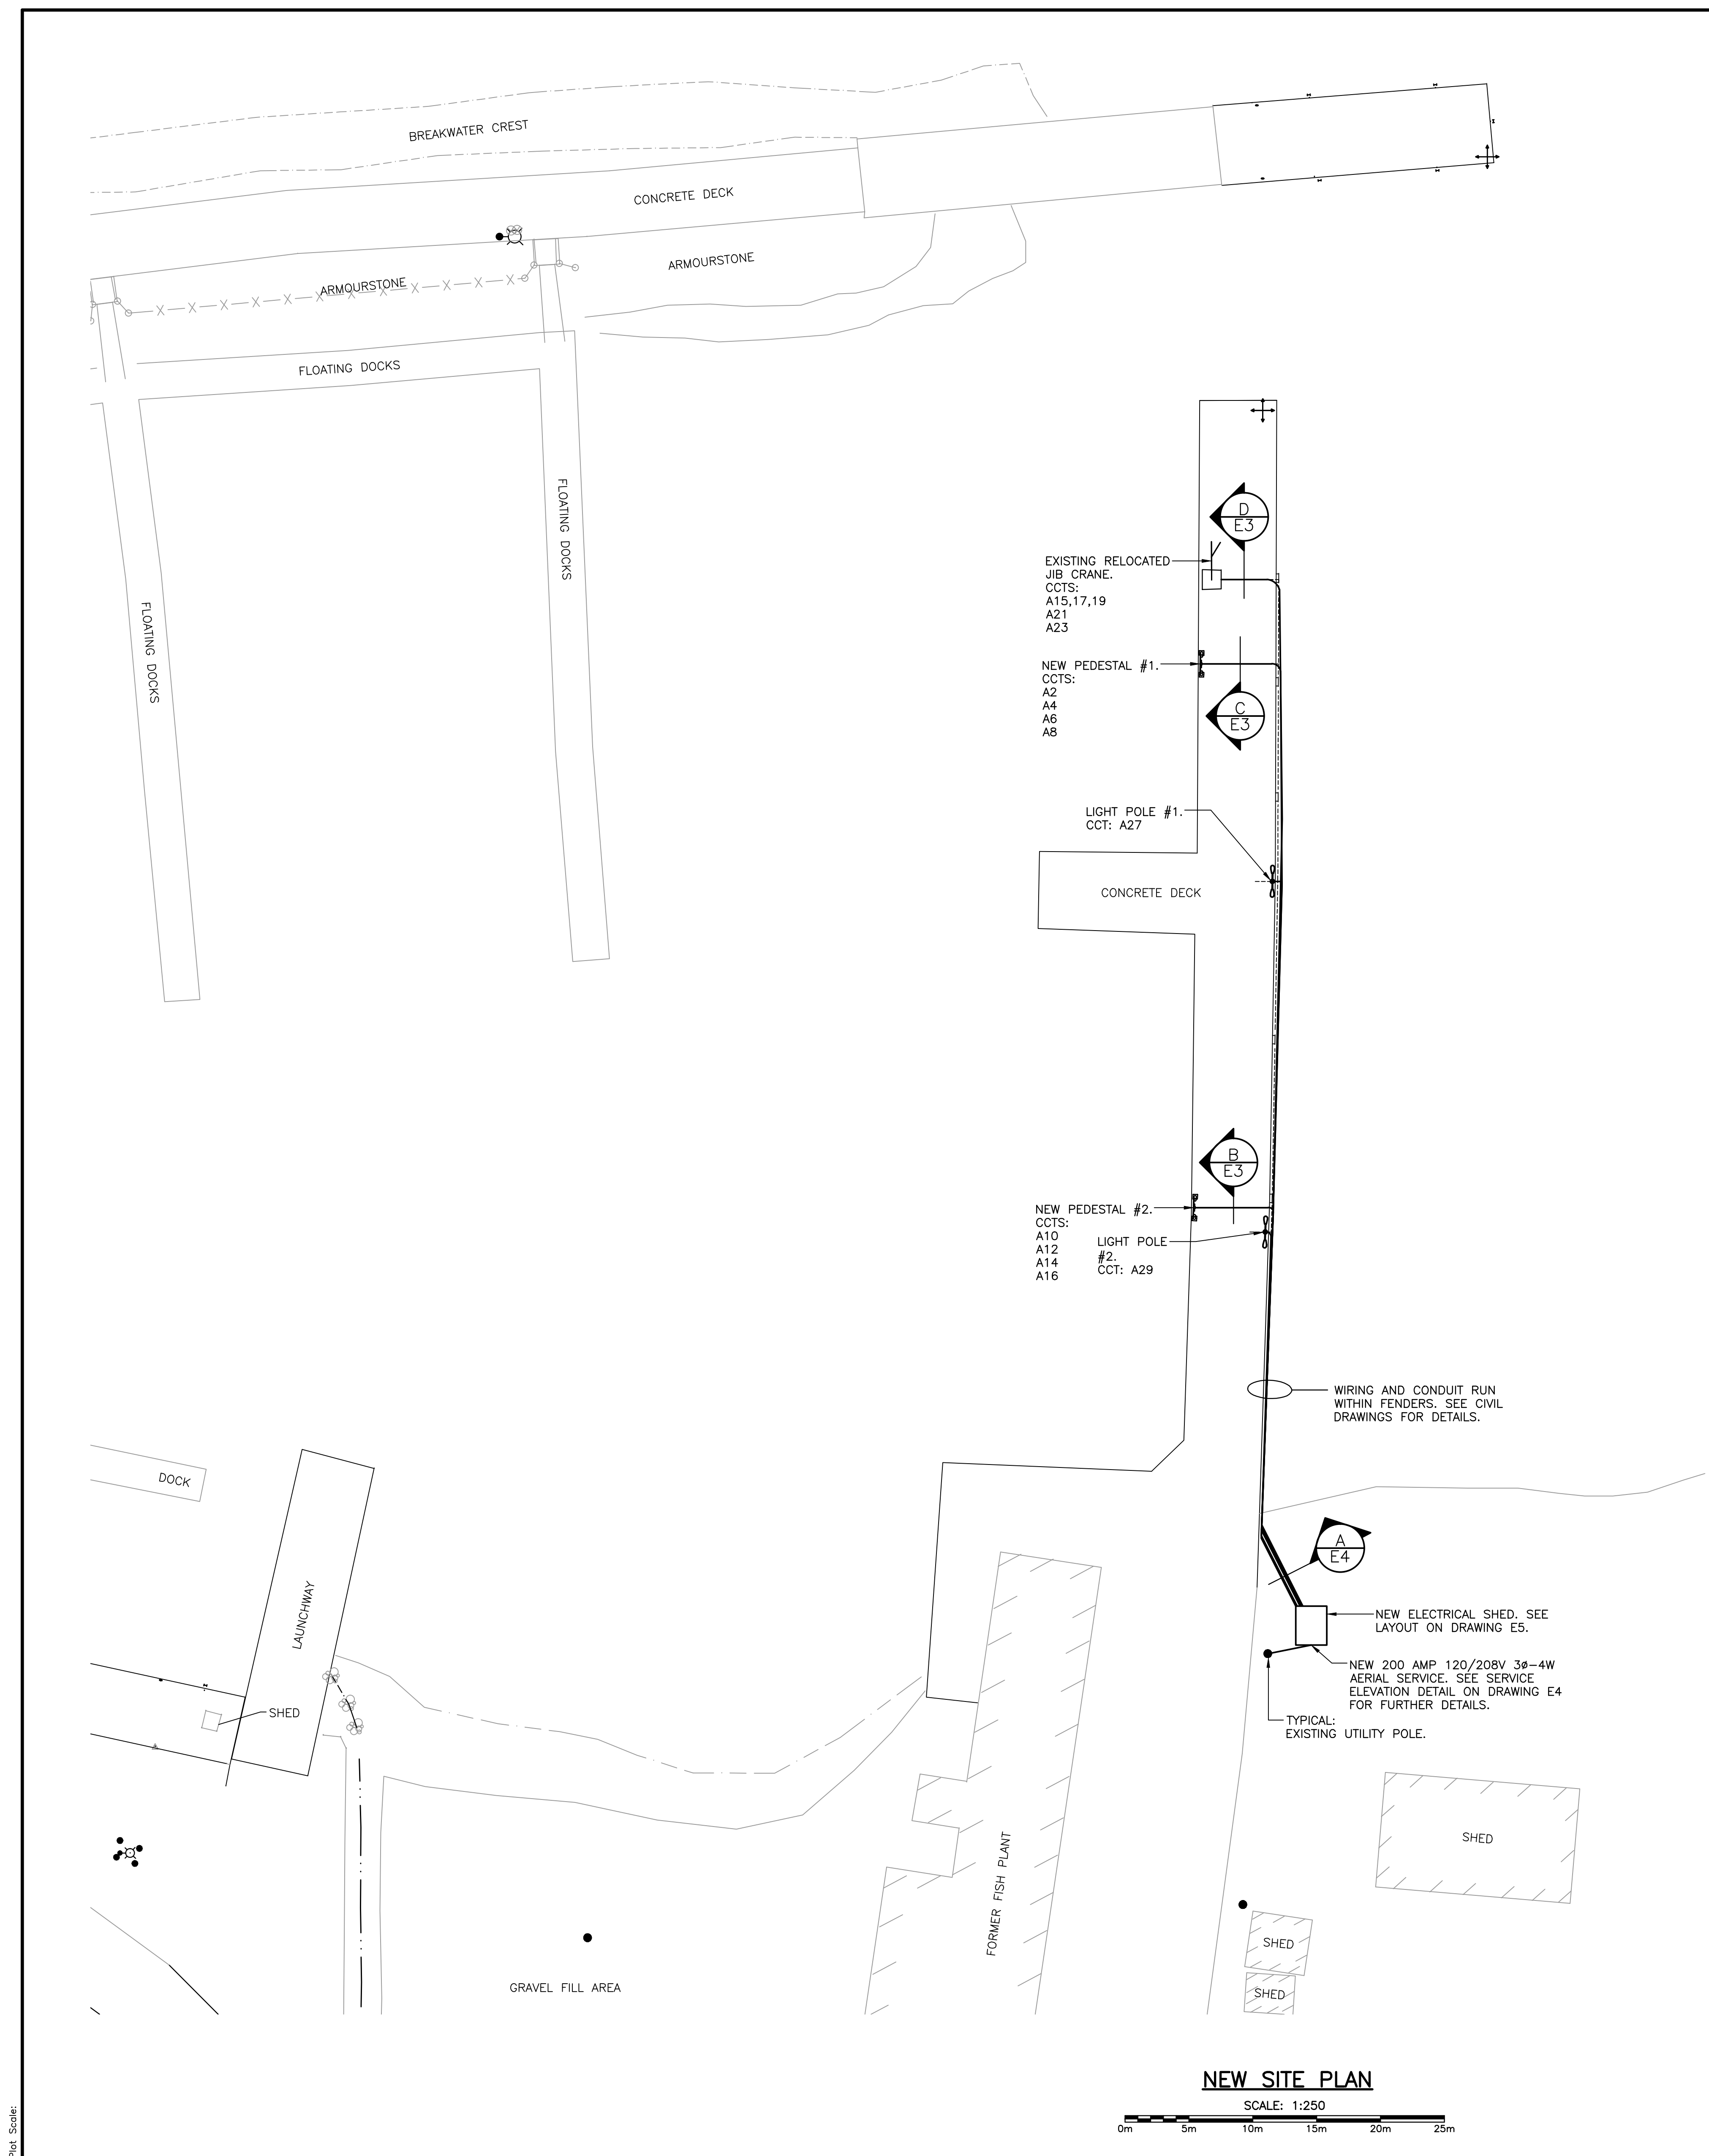 BREAKWATER CREST
CONCRETE DECK
ARMOURSTONE
ARMOURSTONE
FLOATING DOCKS
FLOATING DOCKS
FLOATING DOCKS
D
E3
EXISTING RELOCATED
JIB CRANE.
CCTS:
A15,17,19
A21
A23
NEW PEDESTAL #1.
CCTS:
A2
A4
A6
A8
C
E3
LIGHT POLE #1.
CCT: A27
CONCRETE DECK
B
E3
NEW PEDESTAL #2.
CCTS:
A10
A12
A14
A16
LIGHT POLE
#2.
CCT: A29
WIRING AND CONDUIT RUN
WITHIN FENDERS. SEE CIVIL
DRAWINGS FOR DETAILS.
DOCK
LAUNCHWAY
SHED
A
E4
NEW ELECTRICAL SHED. SEE
LAYOUT ON DRAWING E5.
NEW 200 AMP 120/208V 3ø-4W
AERIAL SERVICE. SEE SERVICE
ELEVATION DETAIL ON DRAWING E4
FOR FURTHER DETAILS.
TYPICAL:
EXISTING UTILITY POLE.
FORMER FISH PLANT
SHED
SHED
SHED
GRAVEL FILL AREA
NEW SITE PLAN
SCALE: 1:250
0m 5m 10m 15m 20m 25m
Plot Scale: